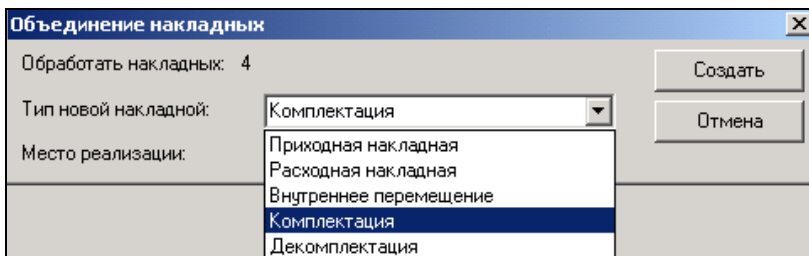 Объединение накладных
Обработать накладных: 4
Создать
Тип новой накладной: Комплектация
Отмена
Приходная накладная
Место реализации:
Расходная накладная
Внутреннее перемещение
Комплектация
Декомплектация